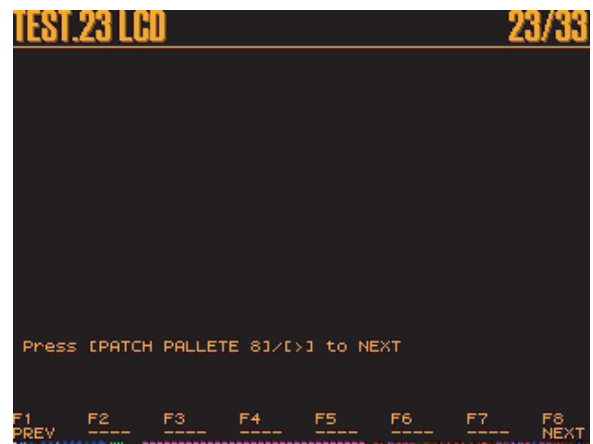 TEST.23 LCD 23/33
Press [PATCH PALLETE 8]/[>] to NEXT
F1 F2 F3 F4 F5 F6 F7 F8
PREV ---- ---- ---- ---- ---- ---- NEXT